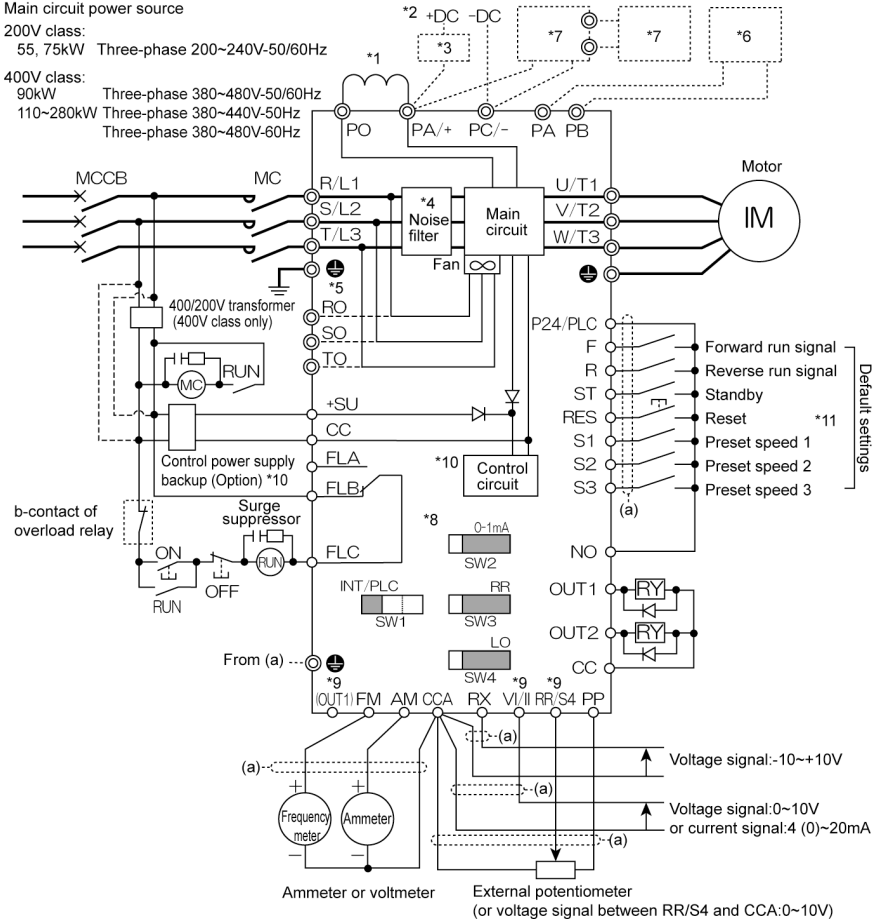 Main circuit power source
200V class:
55, 75kW Three-phase 200~240V-50/60Hz
400V class:
90kW Three-phase 380~480V-50/60Hz
110~280kW Three-phase 380~440V-50Hz
Three-phase 380~480V-60Hz
*1
*2 +DC -DC
*3
*7
*7
*6
PO
PA/+
PC/-
PA
PB
MCCB
MC
R/L1
S/L2
T/L3
*4
Noise
filter
Main
circuit
U/T1
V/T2
W/T3
Motor
IM
Fan
*5
400/200V transformer
(400V class only)
RO
SO
TO
MC
RUN
+SU
CC
Control power supply
backup (Option) *10
FLA
FLB
FLC
*10
Control
circuit
P24/PLC
F
R
ST
RES
S1
S2
S3
(a)
Forward run signal
Reverse run signal
Standby
Reset
*11
Preset speed 1
Preset speed 2
Preset speed 3
Default settings
b-contact of
overload relay
Surge
suppressor
ON
RUN
OFF
RUN
*8
0-1mA
SW2
INT/PLC
SW1
RR
SW3
LO
SW4
NO
OUT1
RY
OUT2
RY
CC
From (a)
*9
(OUT1)
FM
AM
CCA
RX
*9
VI/II
*9
RR/S4
PP
(a)
(a)
(a)
(a)
Voltage signal:-10~+10V
Voltage signal:0~10V
or current signal:4 (0)~20mA
+
Frequency
meter
−
+
Ammeter
−
Ammeter or voltmeter
External potentiometer
(or voltage signal between RR/S4 and CCA:0~10V)